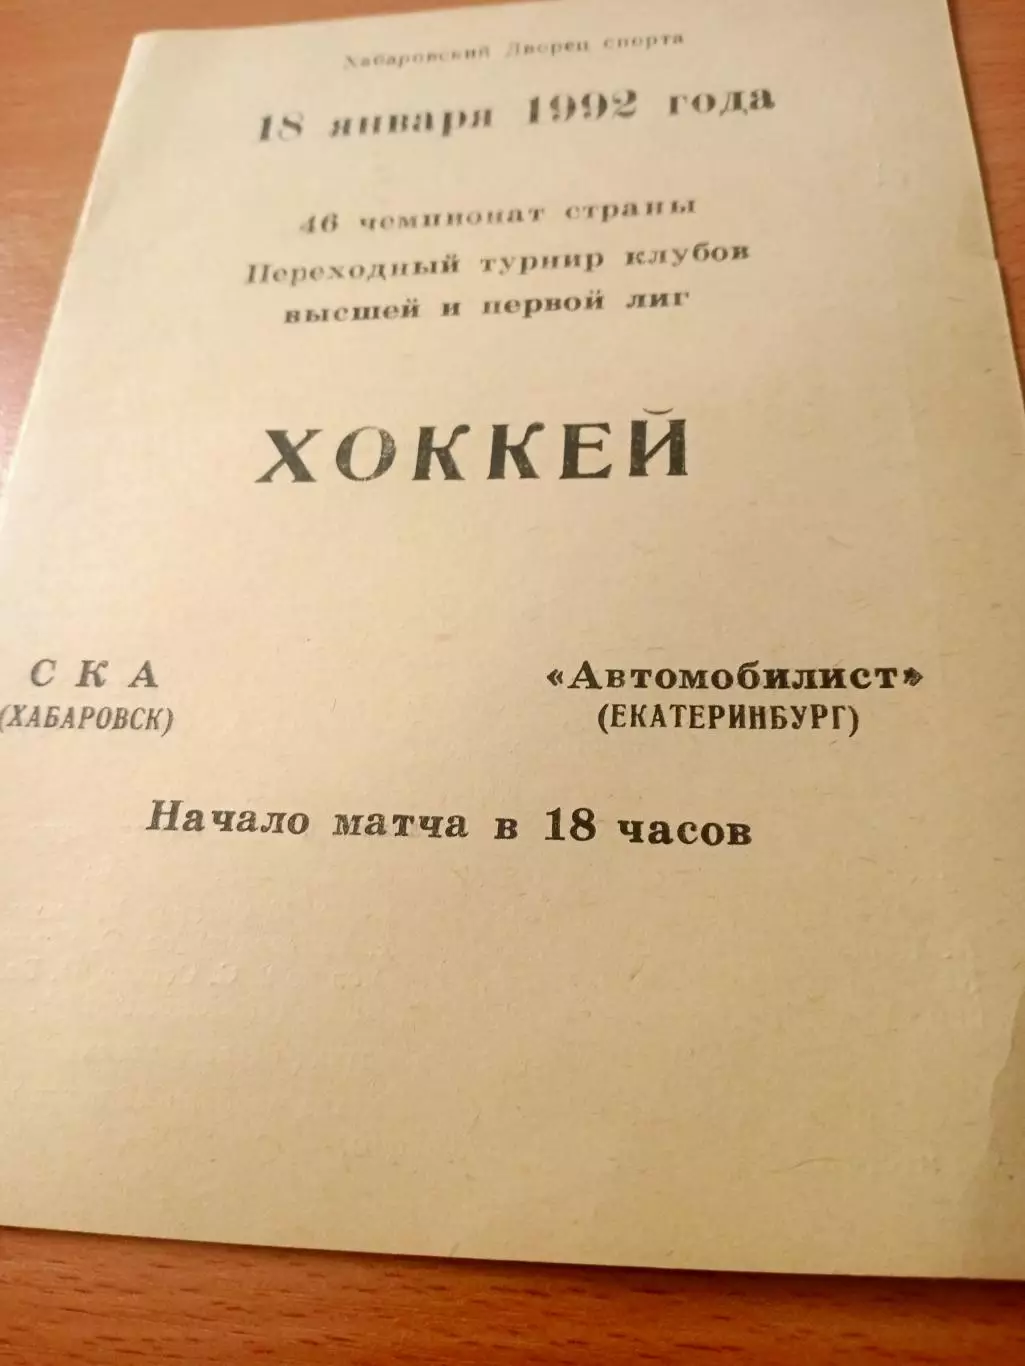 Хабаровский Дворец спорта
18 января 1992 года
46 чемпионат страны
Переходный турнир клубов
высшей и первой лиг
ХОККЕЙ
СКА
(ХАБАРОВСК)
«Автомобилист»
(ЕКАТЕРИНБУРГ)
Начало матча в 18 часов